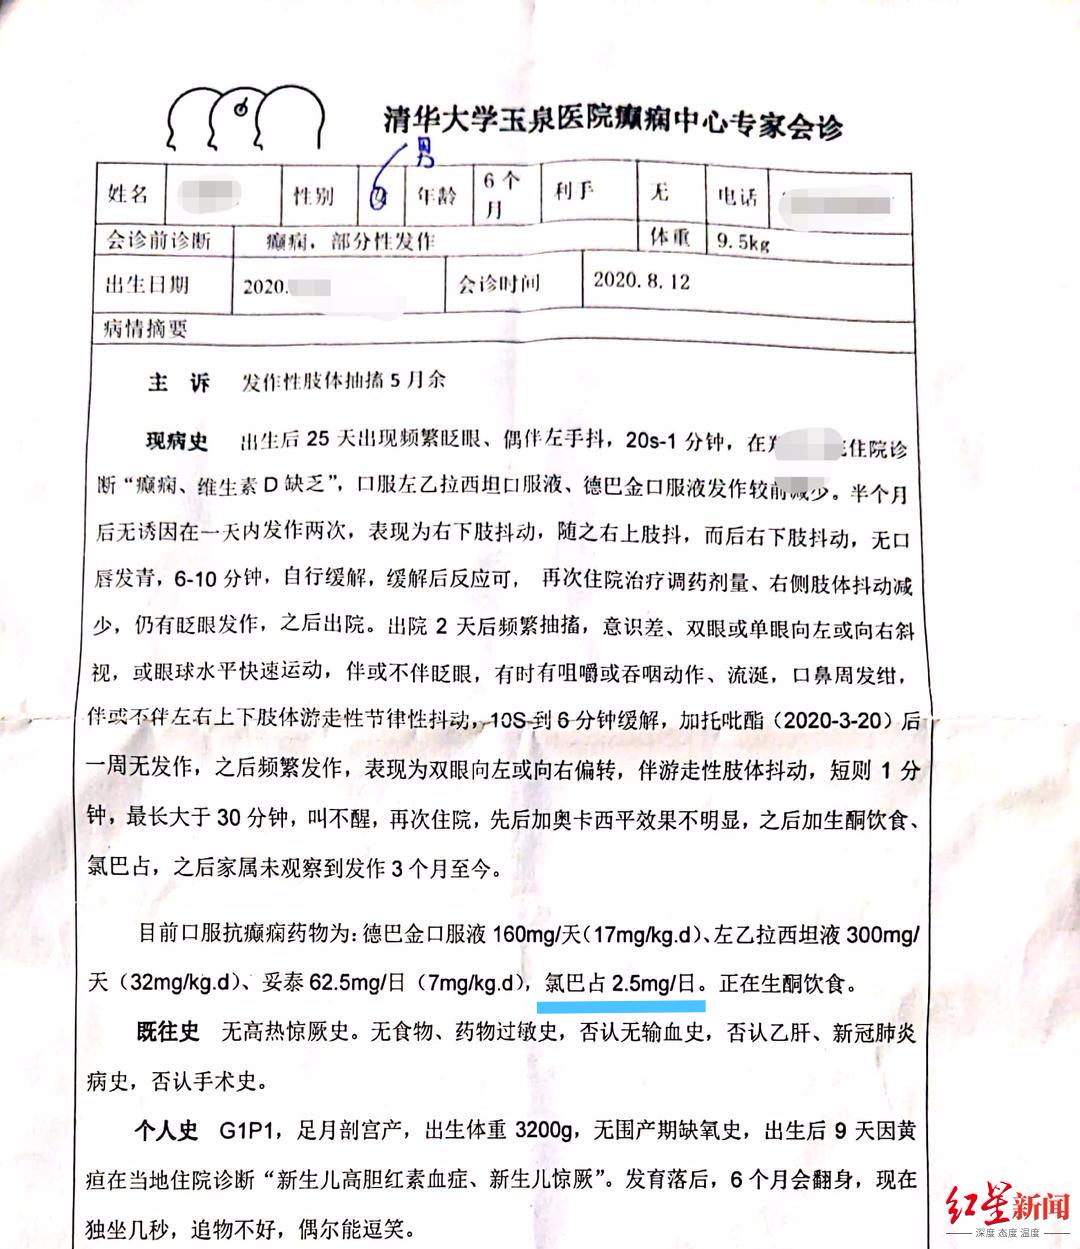 清华大学玉泉医院癫痫中心专家会诊
男
姓名 性别 女 年龄 6个月 利手 无 电话
会诊前诊断 癫痫，部分性发作 体重 9.5kg
出生日期 2020. 会诊时间 2020.8.12
病情摘要
主 诉 发作性肢体抽搐5月余
现病史 出生后25天出现频繁眨眼、偶伴左手抖，20s-1分钟，在 住院诊
断“癫痫、维生素D缺乏”，口服左乙拉西坦口服液、德巴金口服液发作较前减少。半个月
后无诱因在一天内发作两次，表现为右下肢抖动，随之右上肢抖，而后右下肢抖动，无口
唇发青，6-10分钟，自行缓解，缓解后反应可，再次住院治疗调药剂量、右侧肢体抖动减
少，仍有眨眼发作，之后出院。出院2天后频繁抽搐，意识差、双眼或单眼向左或向右斜
视，或眼球水平快速运动，伴或不伴眨眼，有时有咀嚼或吞咽动作、流涎，口鼻周发绀，
伴或不伴左右上下肢体游走性节律性抖动，10S到6分钟缓解，加托吡酯（2020-3-20）后
一周无发作，之后频繁发作，表现为双眼向左或向右偏转，伴游走性肢体抖动，短则1分
钟，最长大于30分钟，叫不醒，再次住院，先后加奥卡西平效果不明显，之后加生酮饮食、
氯巴占，之后家属未观察到发作3个月至今。
目前口服抗癫痫药物为：德巴金口服液160mg/天（17mg/kg.d）、左乙拉西坦液300mg/
天（32mg/kg.d）、妥泰62.5mg/日（7mg/kg.d），氯巴占2.5mg/日。正在生酮饮食。
既往史 无高热惊厥史。无食物、药物过敏史，否认无输血史，否认乙肝、新冠肺炎
病史，否认手术史。
个人史 G1P1，足月剖宫产，出生体重3200g，无围产期缺氧史，出生后9天因黄
疸在当地住院诊断“新生儿高胆红素血症、新生儿惊厥”。发育落后，6个月会翻身，现在
独坐几秒，追物不好，偶尔能逗笑。
红星新闻
深度 态度 温度